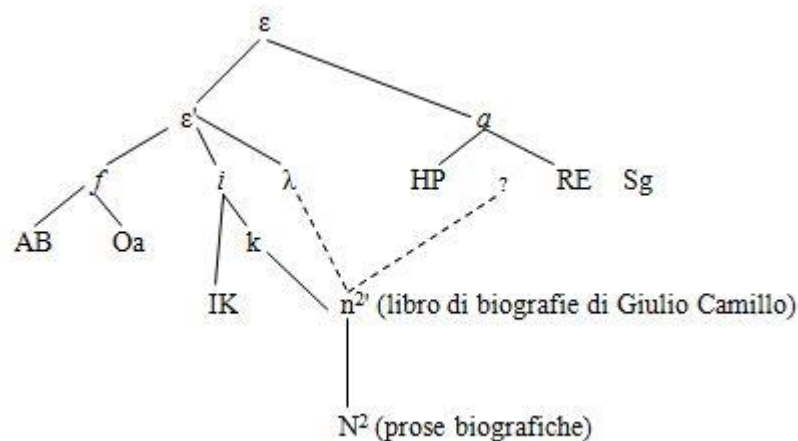 ε
ε' a
f i λ HP ? RE Sg
AB Oa k
IK n²' (libro di biografie di Giulio Camillo)
N² (prose biografiche)